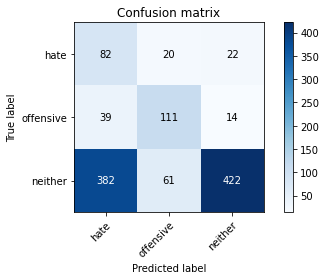 Confusion matrix
True label
hate 82 20 22
offensive 39 111 14
neither 382 61 422
hate offensive neither
Predicted label
400
350
300
250
200
150
100
50